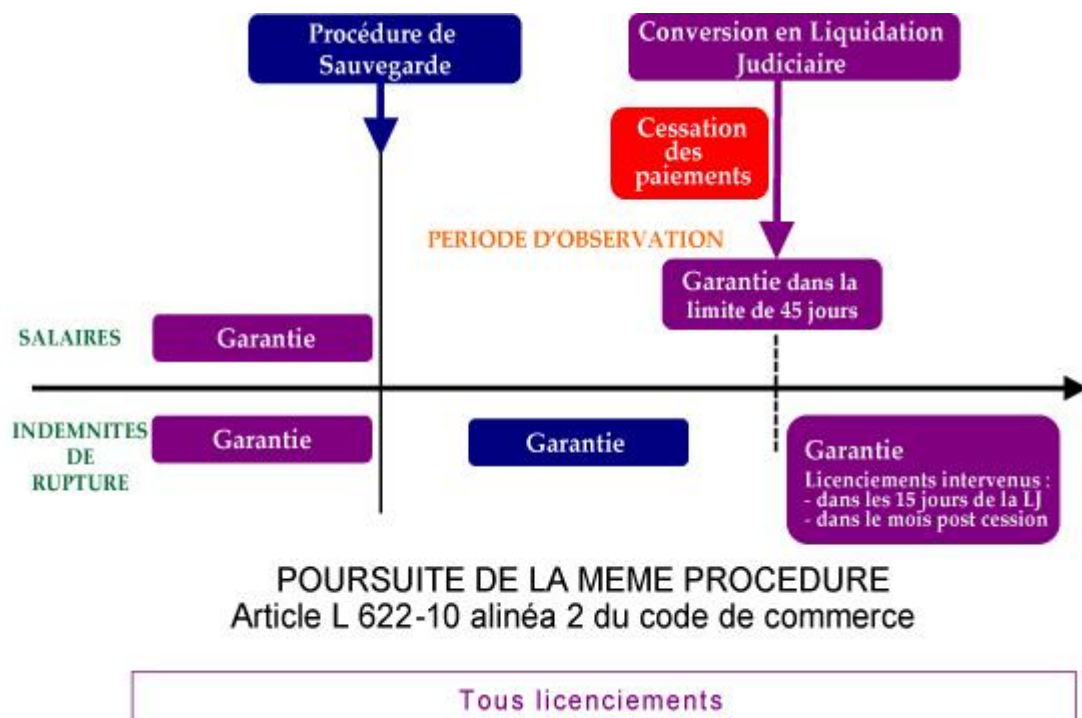 Procédure de
Sauvegarde
Conversion en Liquidation
Judiciaire
Cessation
des
paiements
PERIODE D'OBSERVATION
Garantie dans la
limite de 45 jours
SALAIRES
Garantie
INDEMNITES
DE
RUPTURE
Garantie
Garantie
Garantie
Licenciements intervenus :
- dans les 15 jours de la LJ
- dans le mois post cession
POURSUITE DE LA MEME PROCEDURE
Article L 622-10 alinéa 2 du code de commerce
Tous licenciements